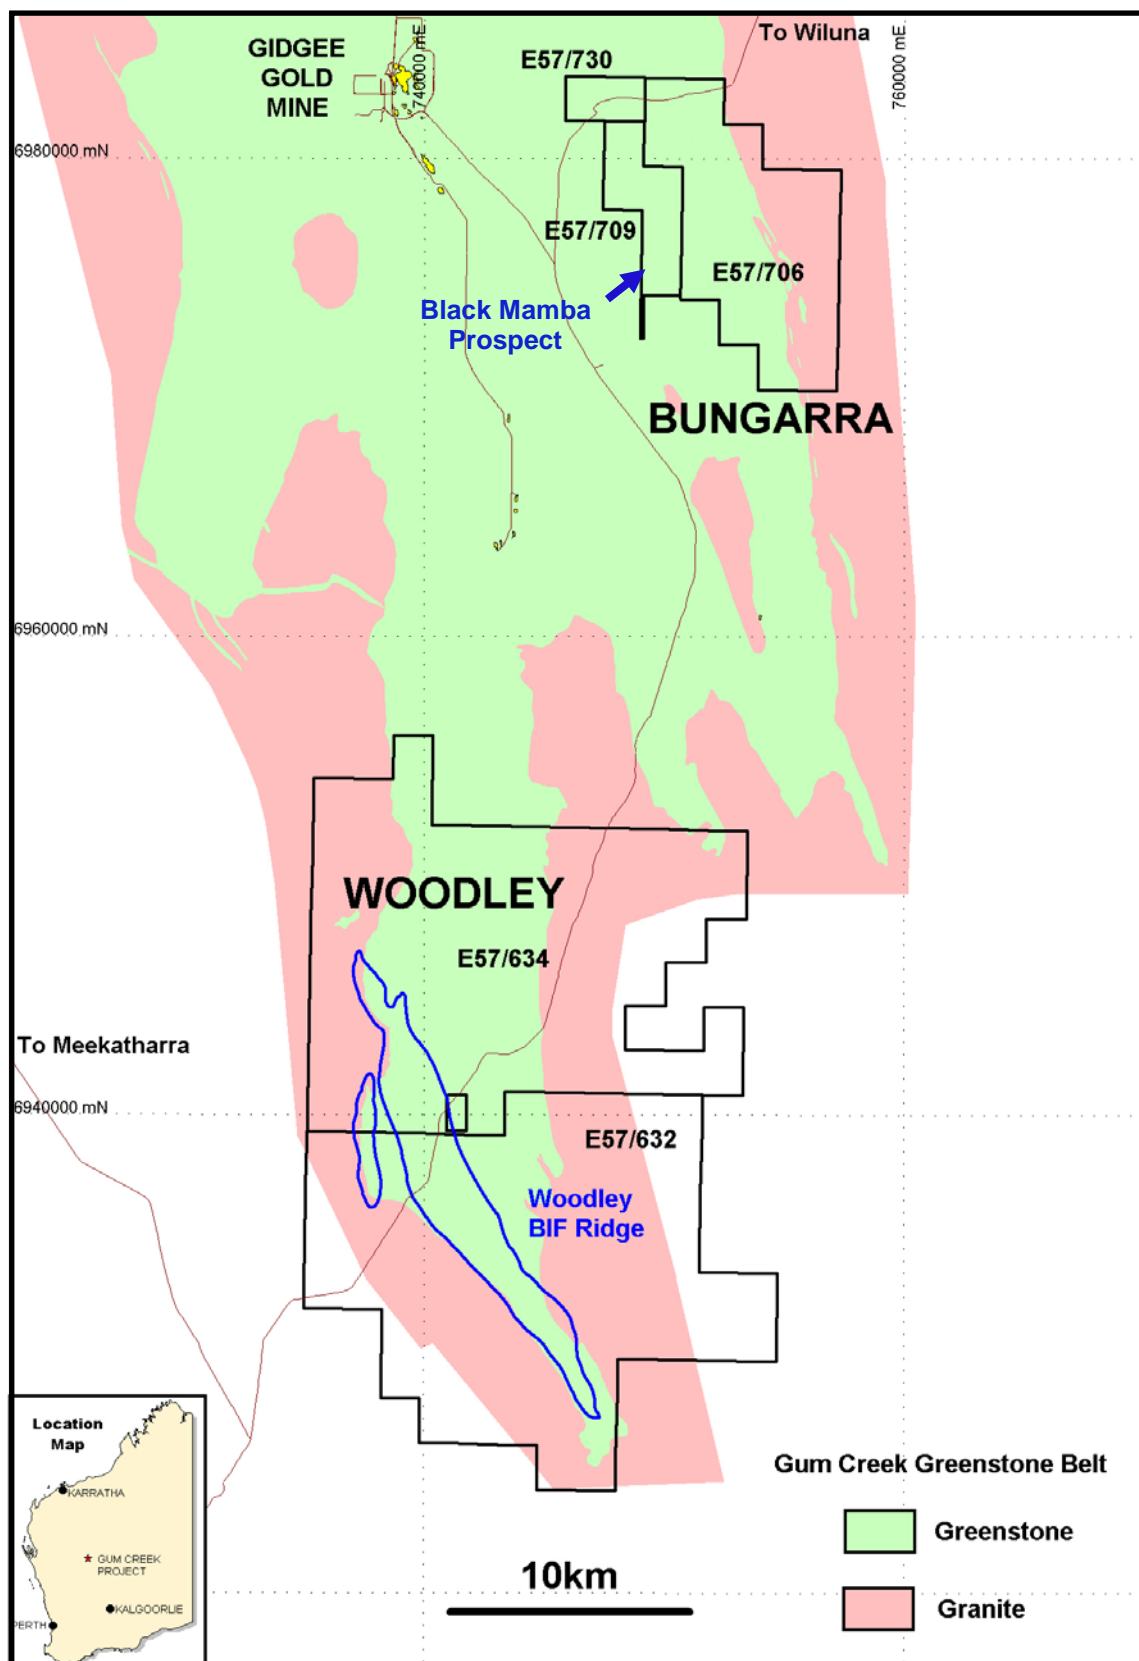 To Wiluna
GIDGEE
GOLD
MINE
740000 mE
760000 mE
E57/730
6980000 mN
E57/709
E57/706
Black Mamba
Prospect
BUNGARRA
6960000 mN
WOODLEY
E57/634
To Meekatharra
6940000 mN
E57/632
Woodley
BIF Ridge
Location
Map
KARRATHA
GUM CREEK
PROJECT
KALGOORLIE
PERTH
Gum Creek Greenstone Belt
Greenstone
10km
Granite